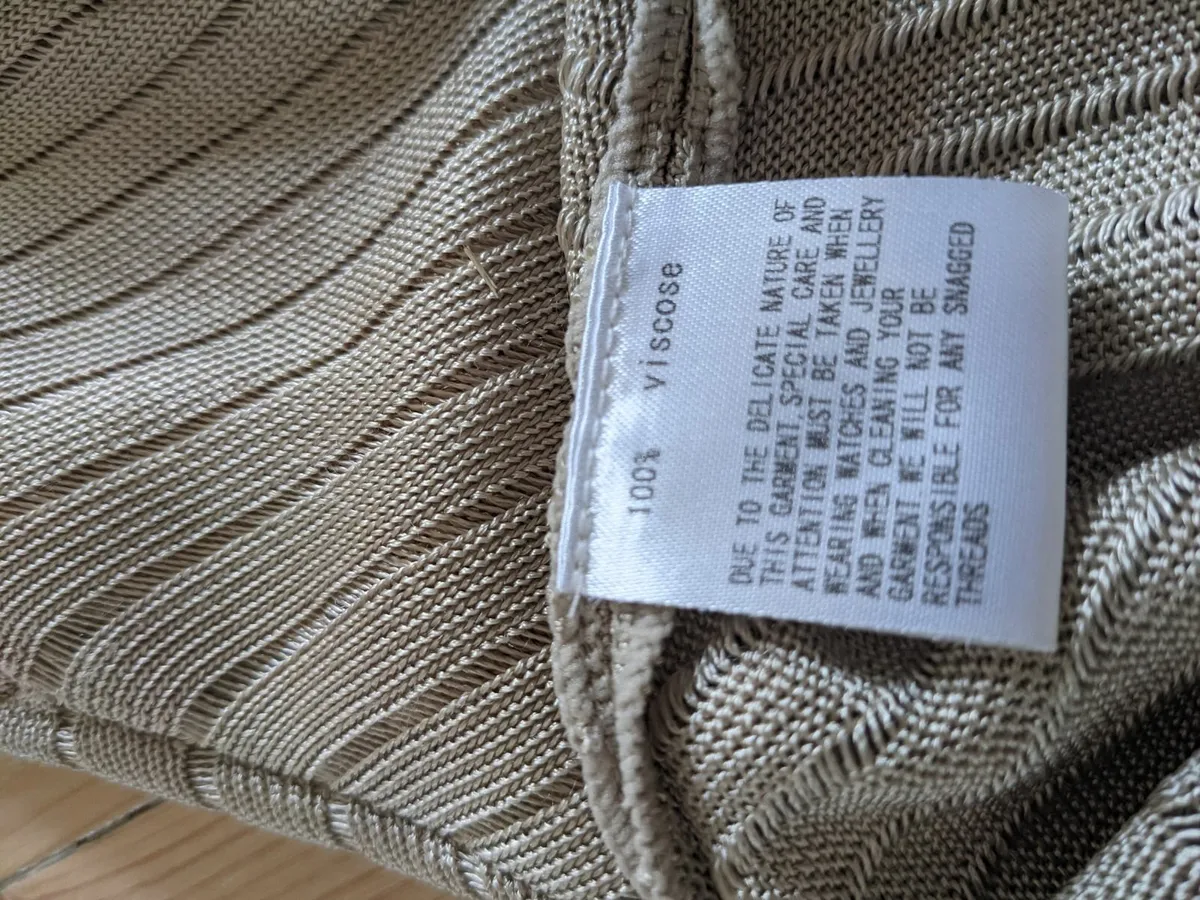 100% viscose
DUE TO THE DELICATE NATURE OF
THIS GARMENT SPECIAL CARE AND
ATTENTION MUST BE TAKEN WHEN
WEARING WATCHES AND JEWELLERY
AND WHEN CLEANING YOUR
GARMENT WE WILL NOT BE
RESPONSIBLE FOR ANY SNAGGED
THREADS